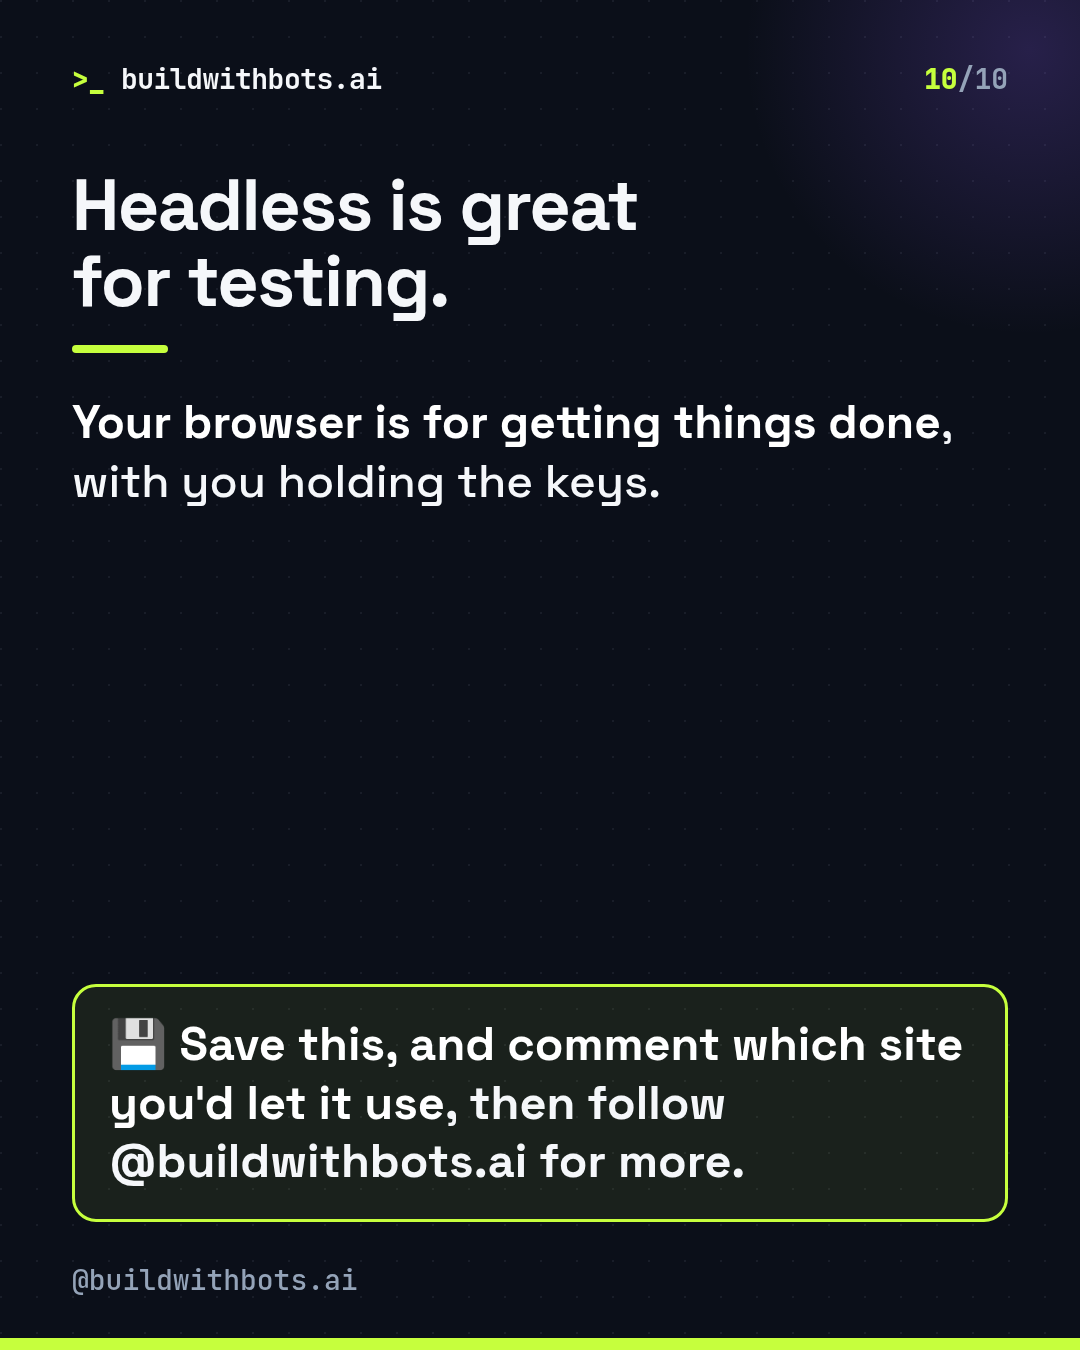 >_ buildwithbots.ai
10/10
Headless is great
for testing.
Your browser is for getting things done,
with you holding the keys.
💾 Save this, and comment which site
you'd let it use, then follow
@buildwithbots.ai for more.
@buildwithbots.ai